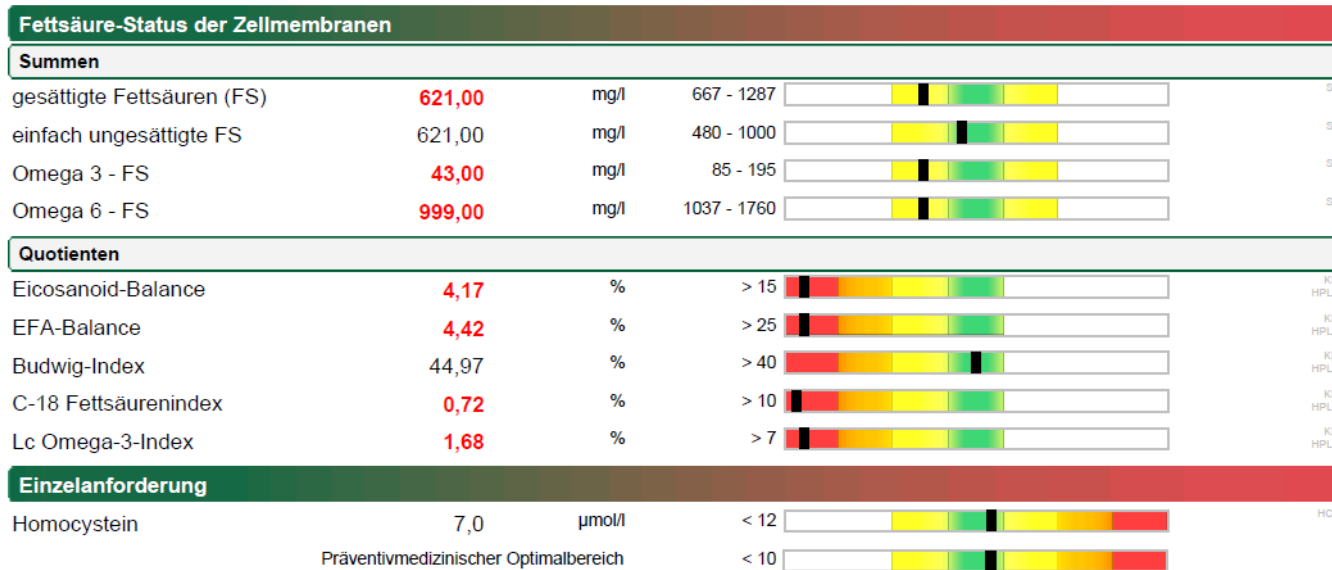 Fettsäure-Status der Zellmembranen
Summen
gesättigte Fettsäuren (FS) 621,00 mg/l 667 - 1287
einfach ungesättigte FS 621,00 mg/l 480 - 1000
Omega 3 - FS 43,00 mg/l 85 - 195
Omega 6 - FS 999,00 mg/l 1037 - 1760
Quotienten
Eicosanoid-Balance 4,17 % > 15
EFA-Balance 4,42 % > 25
Budwig-Index 44,97 % > 40
C-18 Fettsäurenindex 0,72 % > 10
Lc Omega-3-Index 1,68 % > 7
Einzelanforderung
Homocystein 7,0 µmol/l < 12
Präventivmedizinischer Optimalbereich < 10